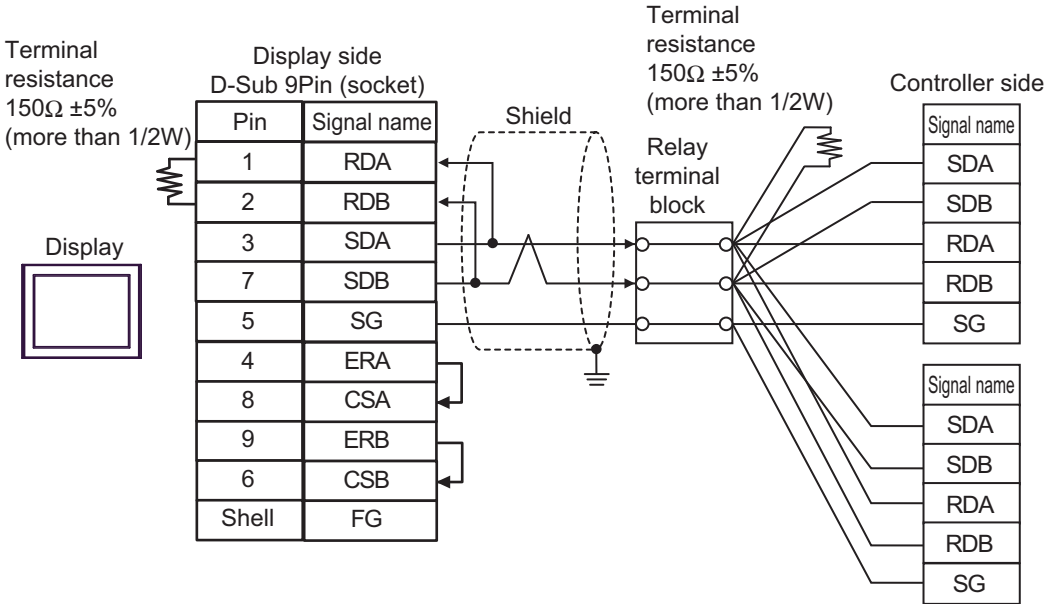 Terminal
resistance
150Ω ±5%
(more than 1/2W)
Display side
D-Sub 9Pin (socket)
Pin Signal name
1 RDA
2 RDB
3 SDA
7 SDB
5 SG
4 ERA
8 CSA
9 ERB
6 CSB
Shell FG
Display
Shield
Relay
terminal
block
Terminal
resistance
150Ω ±5%
(more than 1/2W)
Controller side
Signal name
SDA
SDB
RDA
RDB
SG
Signal name
SDA
SDB
RDA
RDB
SG